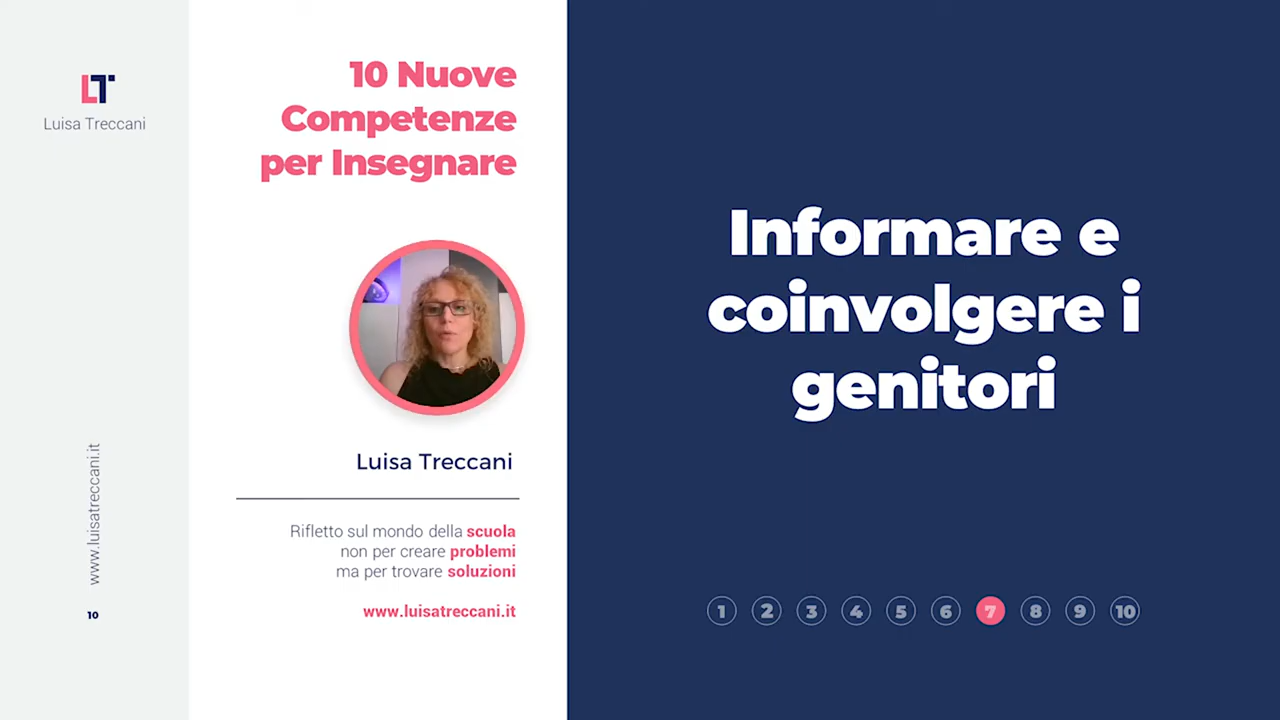 LT
Luisa Treccani
www.luisatreccani.it
10
10 Nuove
Competenze
per Insegnare
Luisa Treccani
Rifletto sul mondo della scuola
non per creare problemi
ma per trovare soluzioni
www.luisatreccani.it
Informare e
coinvolgere i
genitori
1 2 3 4 5 6 7 8 9 10